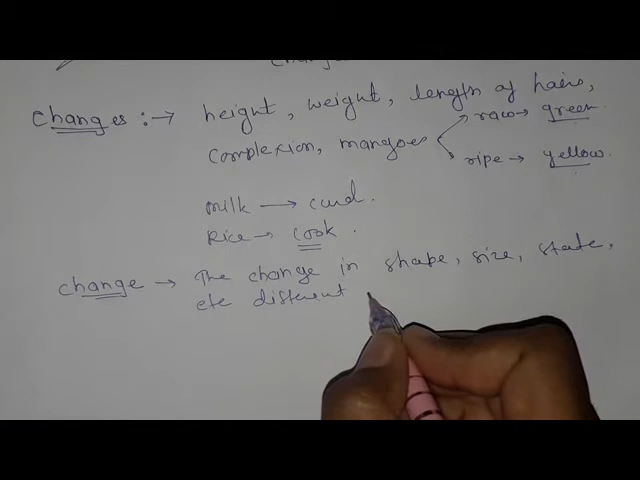 Changes :→ height, weight, length of hairs,
raw → green.
complexion, mangoes
ripe → yellow.
Milk → curd.
Rice → cook.
change → The change in shape, size, state,
etc different